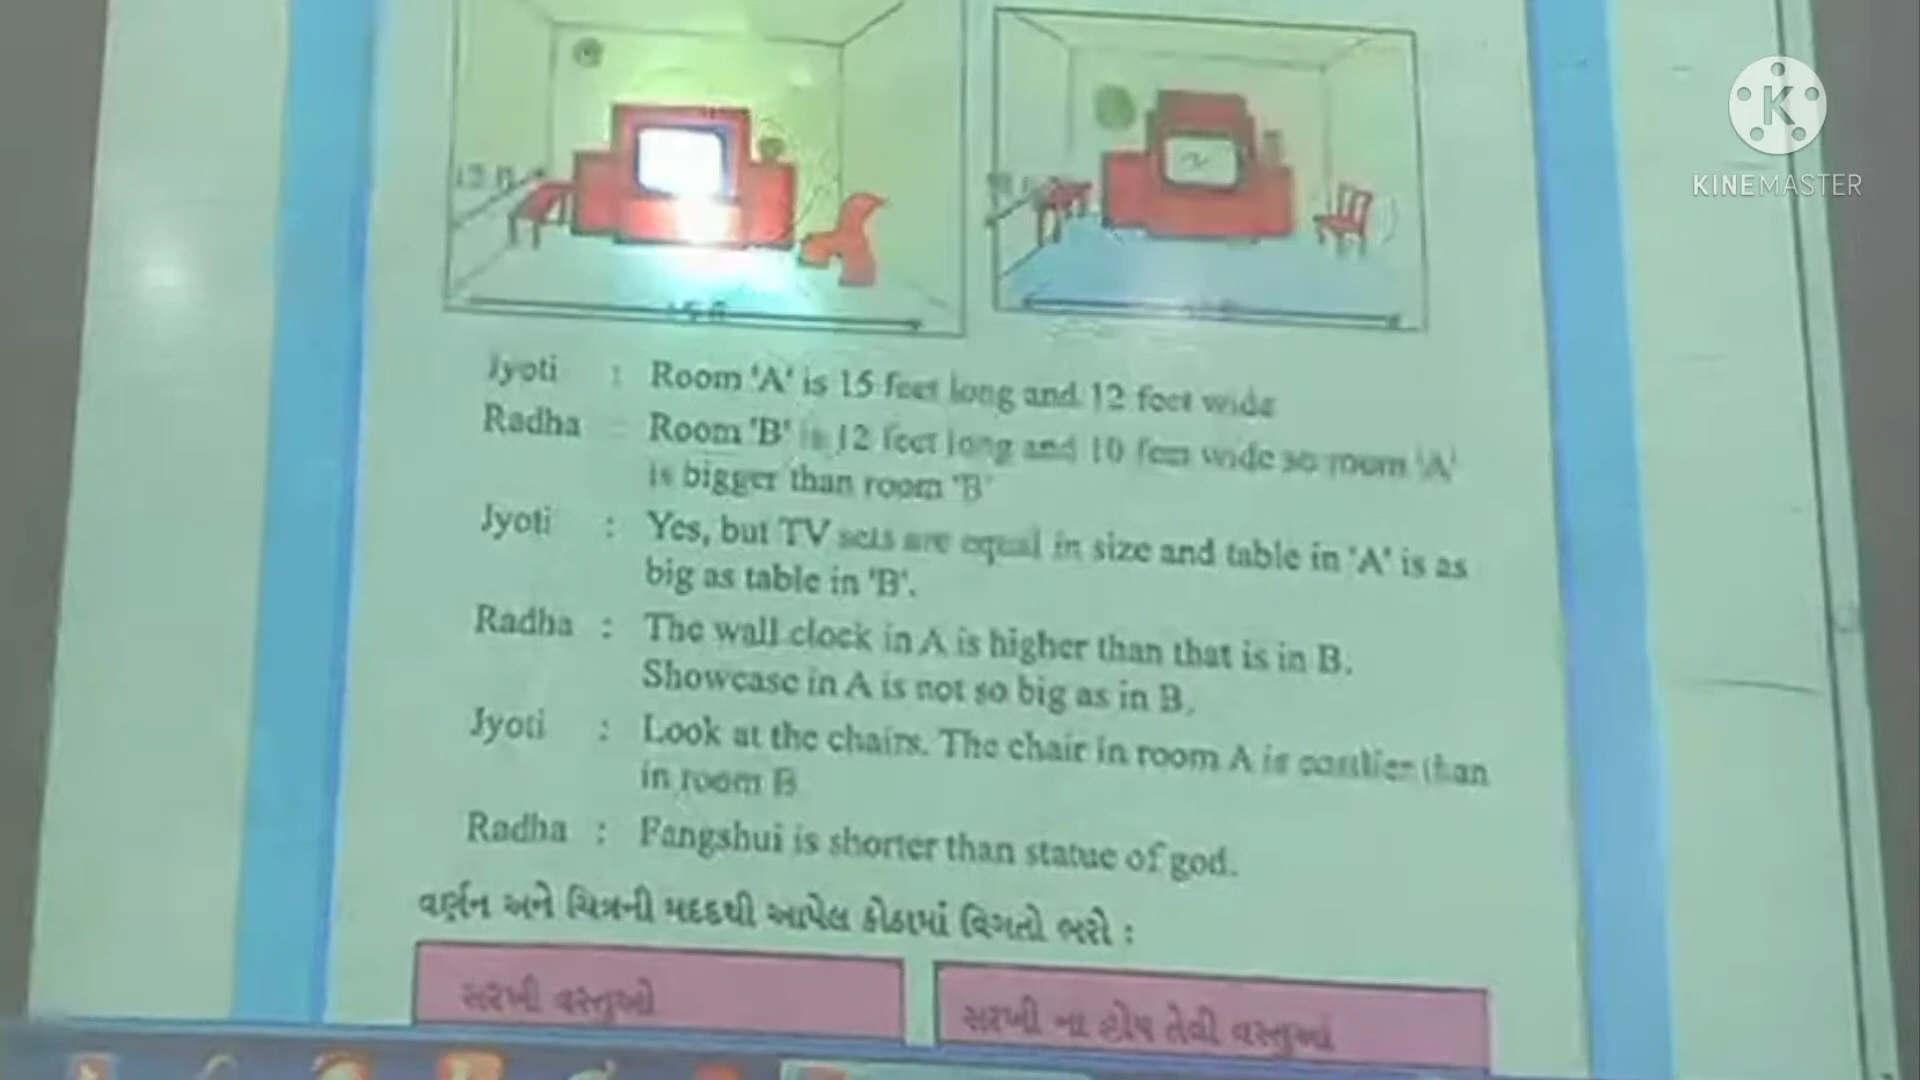 KINEMASTER
Jyoti : Room 'A' is 15 feet long and 12 feet wide
Radha : Room 'B' is 12 feet long and 10 feet wide so room 'A'
is bigger than room 'B'
Jyoti : Yes, but TV sets are equal in size and table in 'A' is as
big as table in 'B'.
Radha : The wall clock in A is higher than that is in B.
Showcase in A is not so big as in B.
Jyoti : Look at the chairs. The chair in room A is costlier than
in room B
Radha : Fangshui is shorter than statue of god.
વર્ણન અને ચિત્રની મદદથી આપેલ કોઠામાં વિગતો ભરો :
સરખી વસ્તુઓ
સરખી ના હોય તેવી વસ્તુઓ